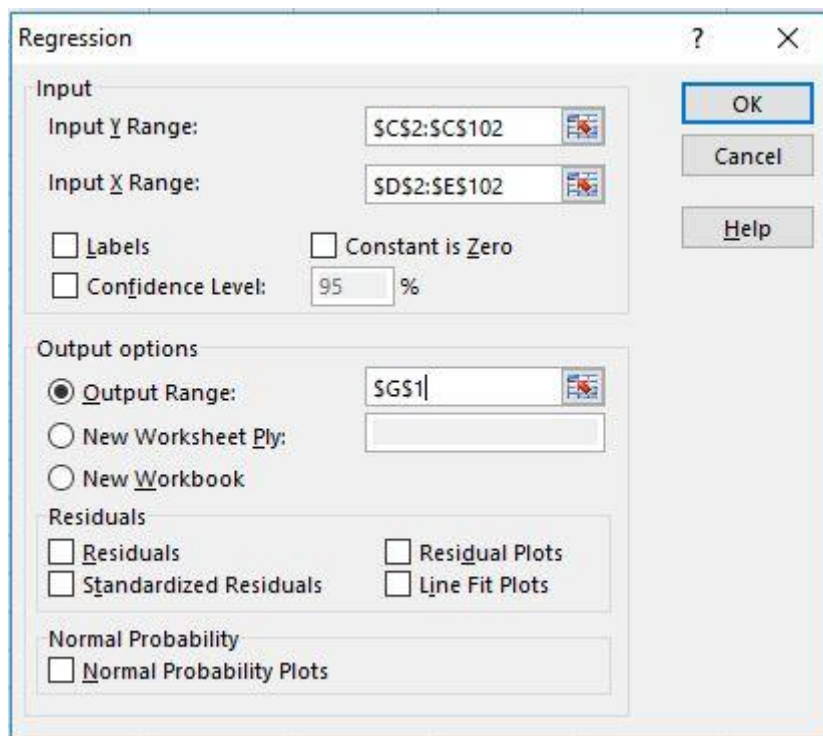 Regression ? ×
Input
Input Y Range: $C$2:$C$102
Input X Range: $D$2:$E$102
Labels Constant is Zero
Confidence Level: 95 %
OK
Cancel
Help
Output options
Output Range: $G$1
New Worksheet Ply:
New Workbook
Residuals
Residuals Residual Plots
Standardized Residuals Line Fit Plots
Normal Probability
Normal Probability Plots